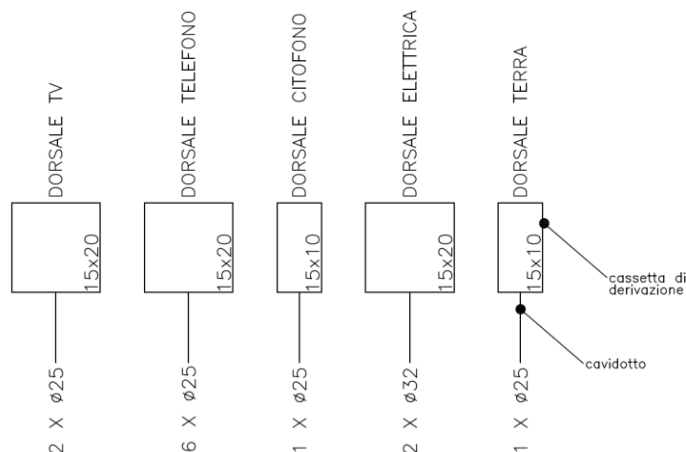 DORSALE TV
DORSALE TELEFONO
DORSALE CITOFONO
DORSALE ELETTRICA
DORSALE TERRA
15x20
15x20
15x10
15x20
15x10
cassetta di
derivazione
cavidotto
2 X ø25
6 X ø25
1 X ø25
2 X ø32
1 X ø25